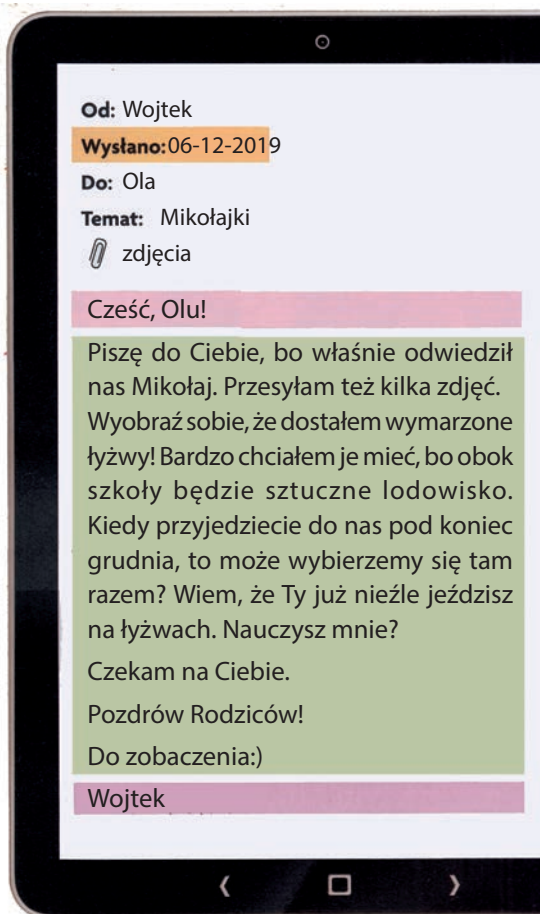 Od: Wojtek
Wysłano: 06-12-2019
Do: Ola
Temat: Mikołajki
zdjęcia
Cześć, Olu!
Piszę do Ciebie, bo właśnie odwiedził
nas Mikołaj. Przesyłam też kilka zdjęć.
Wyobraź sobie, że dostałem wymarzone
łyżwy! Bardzo chciałem je mieć, bo obok
szkoły będzie sztuczne lodowisko.
Kiedy przyjedziecie do nas pod koniec
grudnia, to może wybierzemy się tam
razem? Wiem, że Ty już nieźle jeździsz
na łyżwach. Nauczysz mnie?
Czekam na Ciebie.
Pozdrów Rodziców!
Do zobaczenia:)
Wojtek